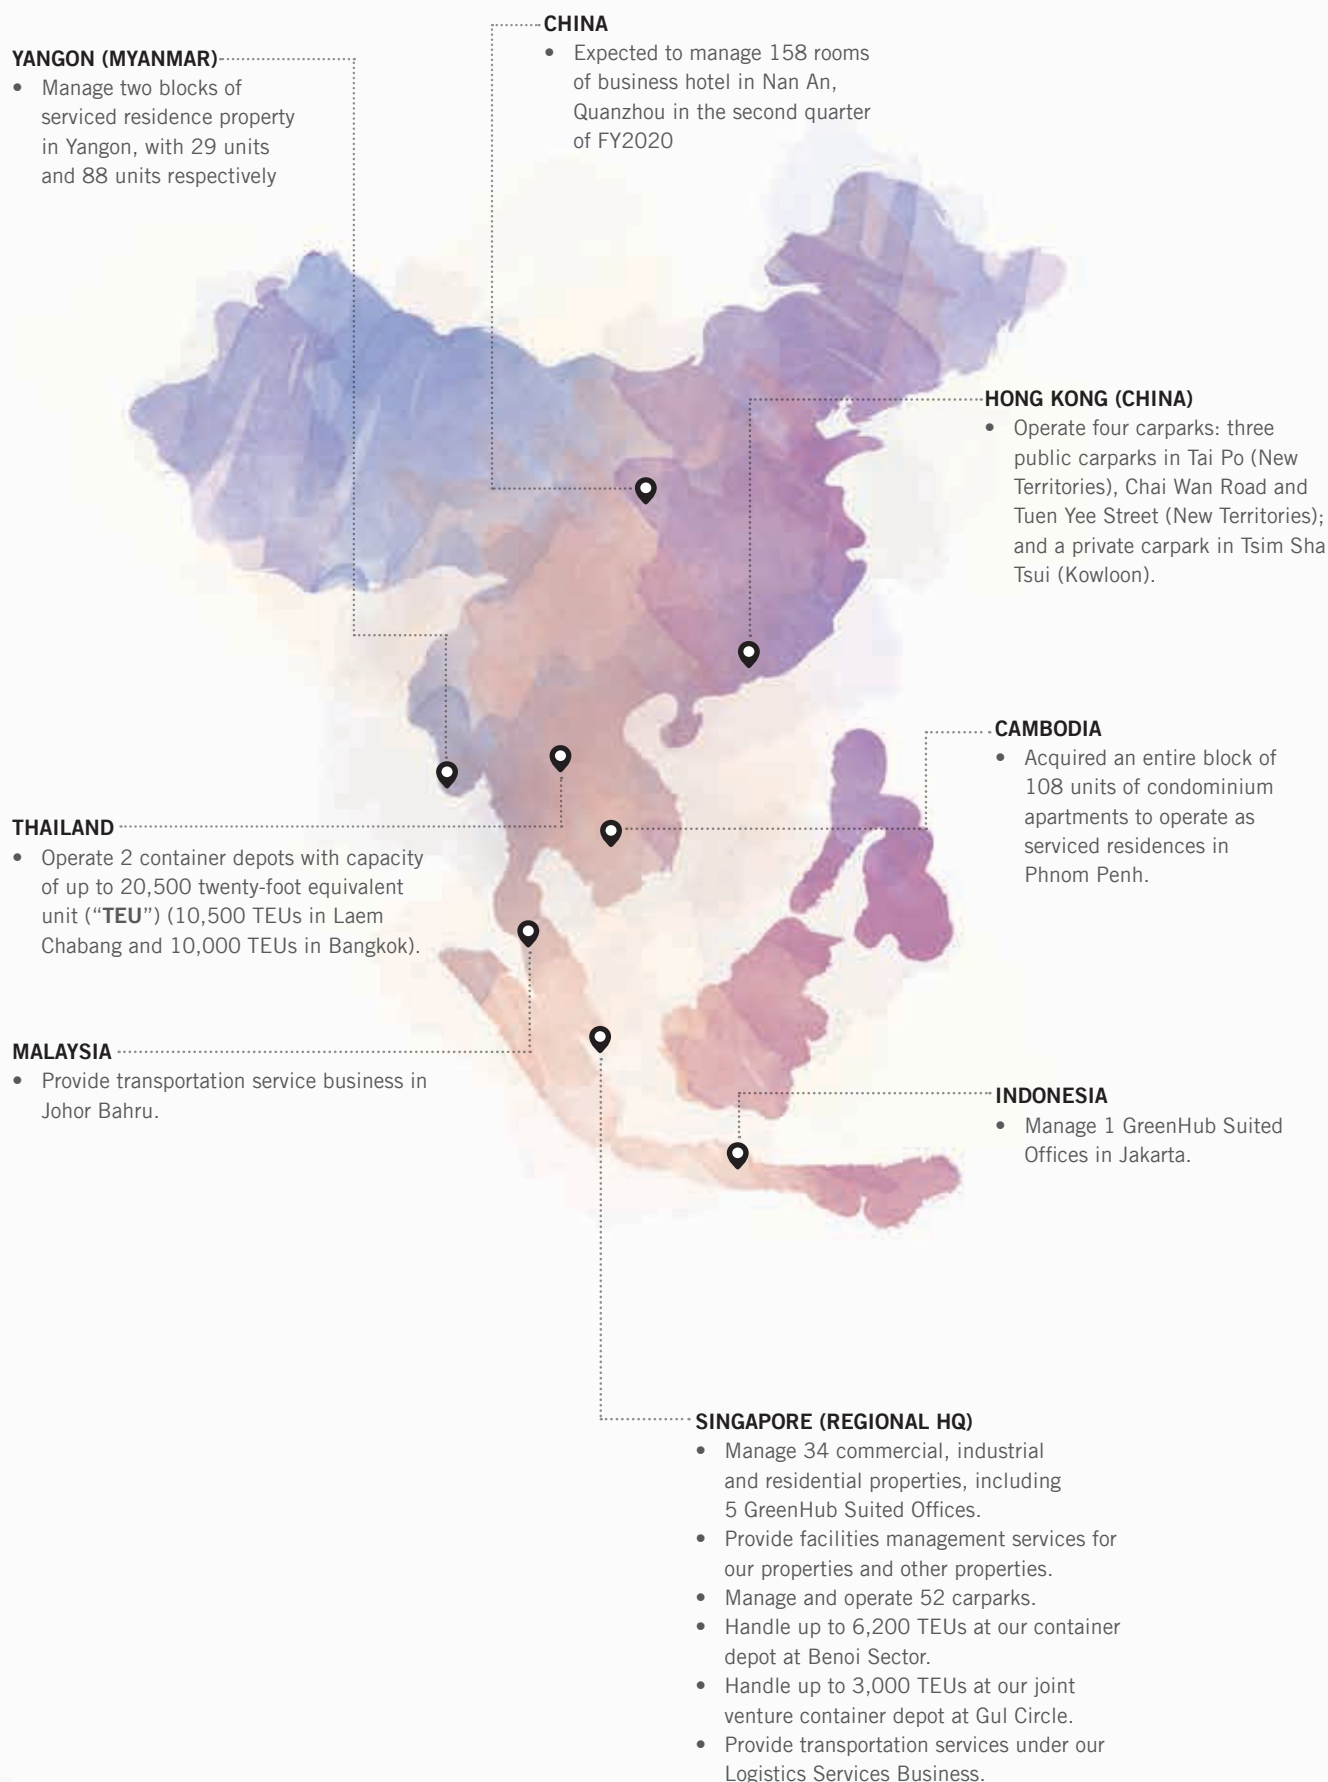 CHINA
• Expected to manage 158 rooms
of business hotel in Nan An,
Quanzhou in the second quarter
of FY2020
YANGON (MYANMAR)
• Manage two blocks of
serviced residence property
in Yangon, with 29 units
and 88 units respectively
HONG KONG (CHINA)
• Operate four carparks: three
public carparks in Tai Po (New
Territories), Chai Wan Road and
Tuen Yee Street (New Territories);
and a private carpark in Tsim Sha
Tsui (Kowloon).
CAMBODIA
• Acquired an entire block of
108 units of condominium
apartments to operate as
serviced residences in
Phnom Penh.
THAILAND
• Operate 2 container depots with capacity
of up to 20,500 twenty-foot equivalent
unit (“TEU”) (10,500 TEUs in Laem
Chabang and 10,000 TEUs in Bangkok).
MALAYSIA
• Provide transportation service business in
Johor Bahru.
INDONESIA
• Manage 1 GreenHub Suited
Offices in Jakarta.
SINGAPORE (REGIONAL HQ)
• Manage 34 commercial, industrial
and residential properties, including
5 GreenHub Suited Offices.
• Provide facilities management services for
our properties and other properties.
• Manage and operate 52 carparks.
• Handle up to 6,200 TEUs at our container
depot at Benoi Sector.
• Handle up to 3,000 TEUs at our joint
venture container depot at Gul Circle.
• Provide transportation services under our
Logistics Services Business.